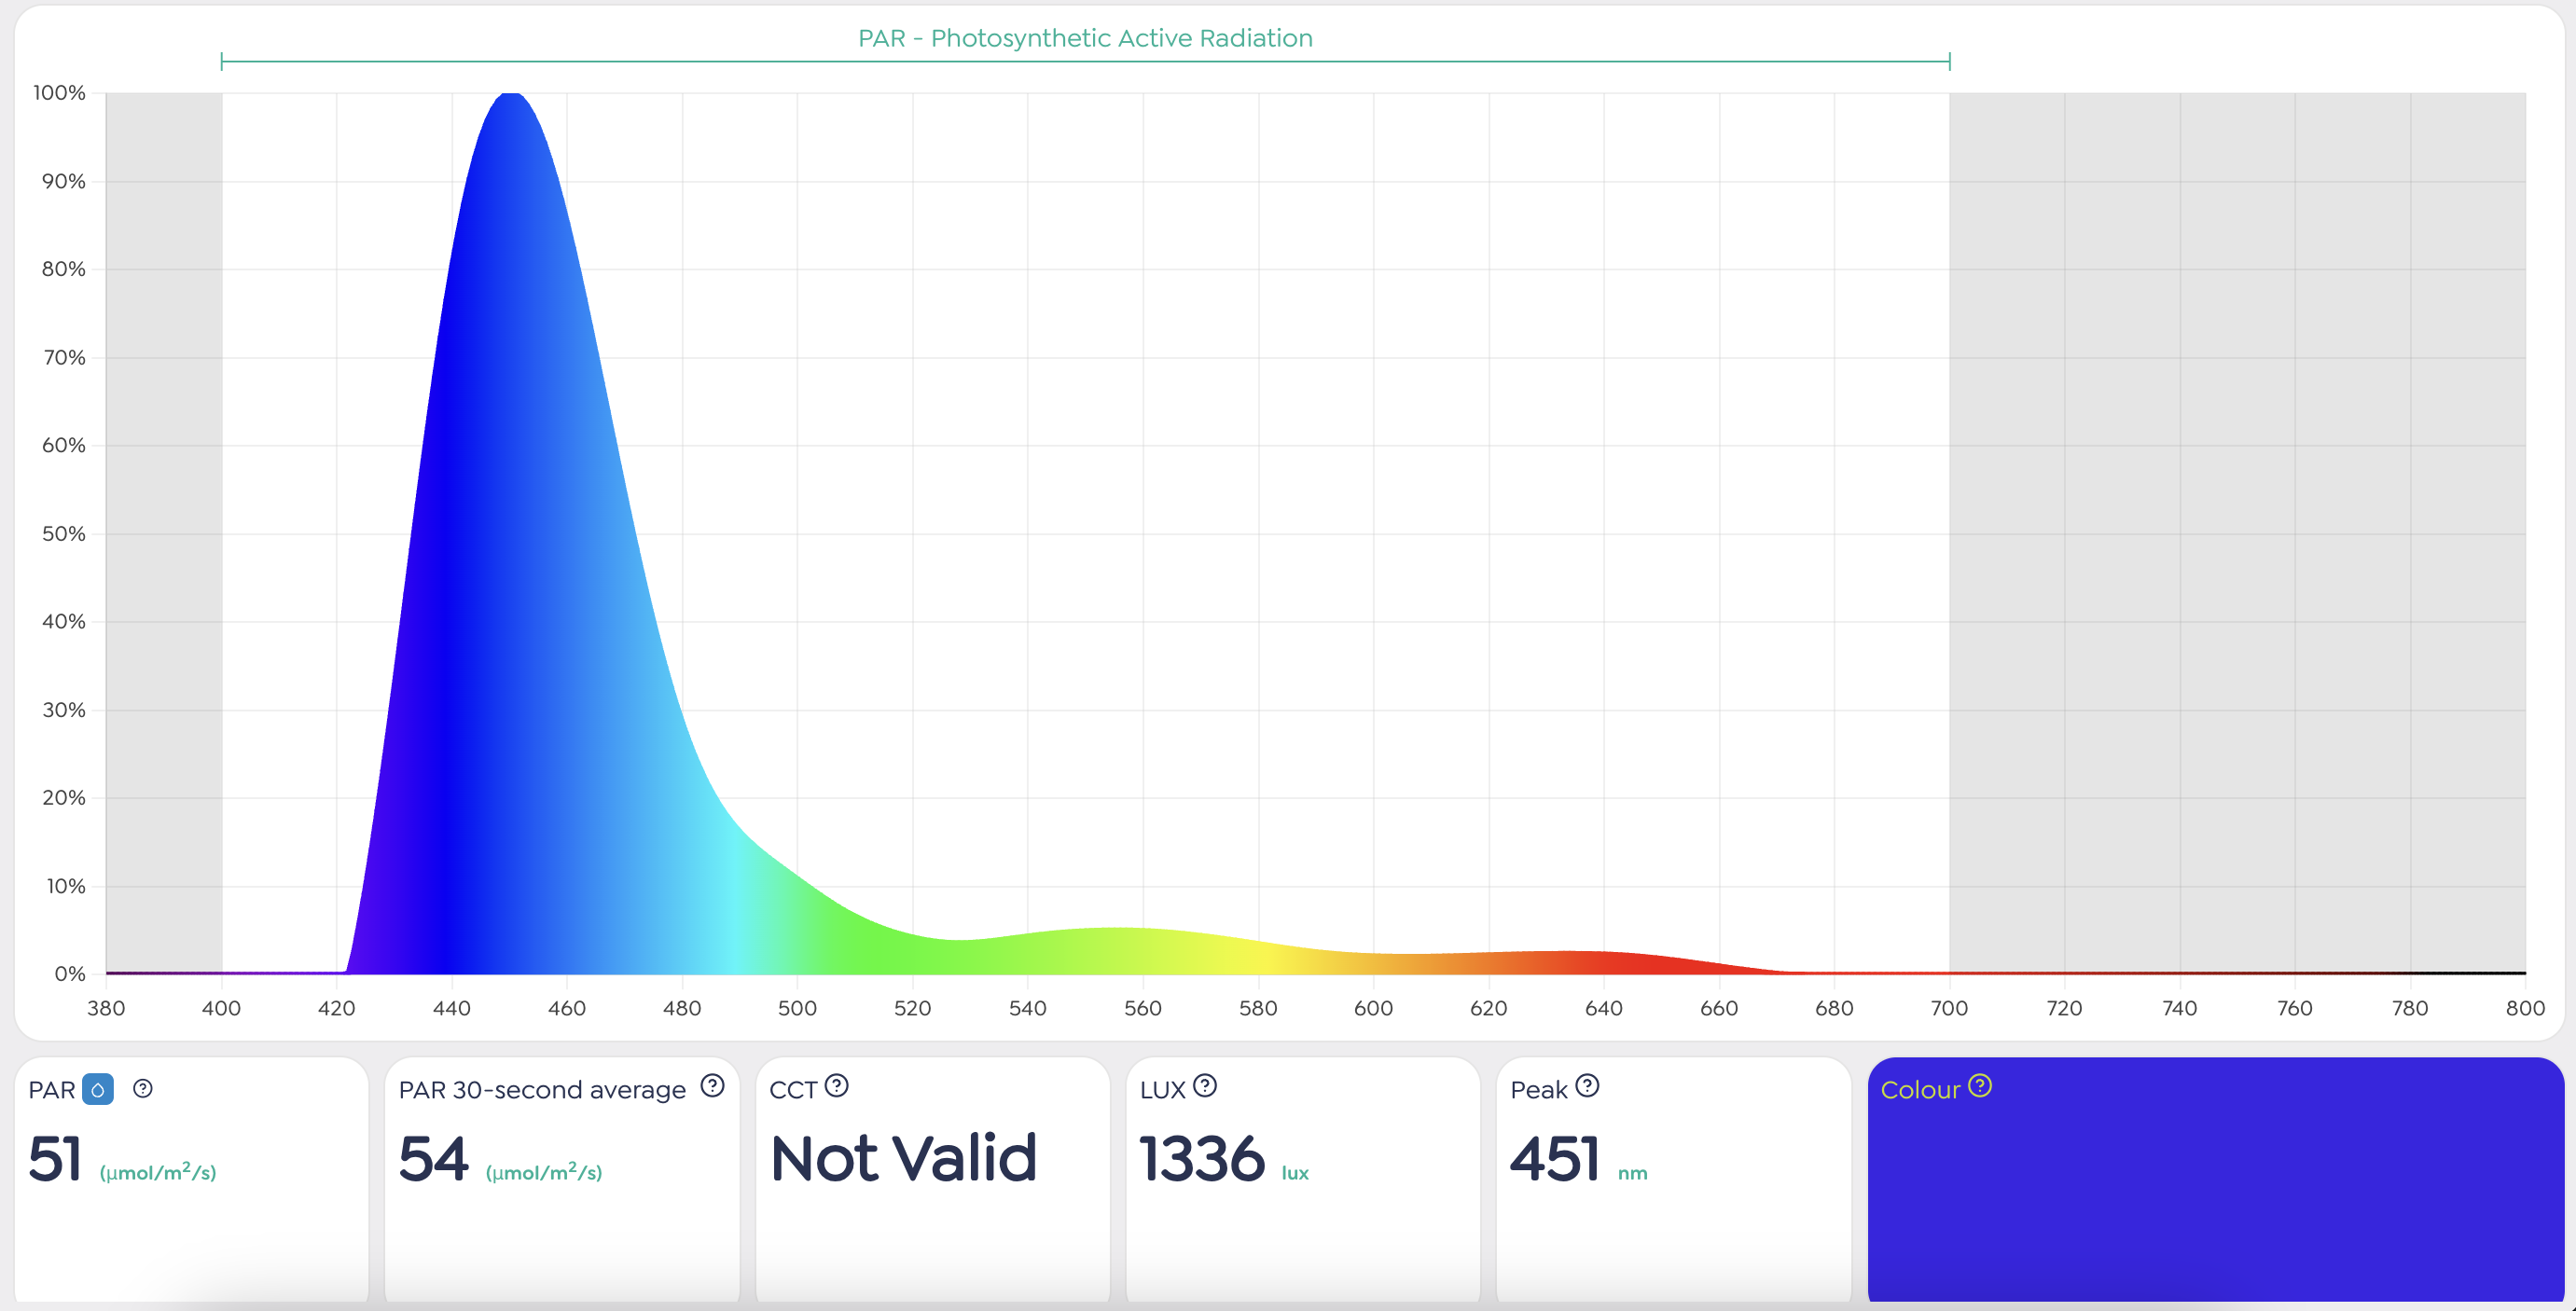 PAR - Photosynthetic Active Radiation
100%
90%
80%
70%
60%
50%
40%
30%
20%
10%
0%
380 400 420 440 460 480 500 520 540 560 580 600 620 640 660 680 700 720 740 760 780 800
PAR ? PAR 30-second average ? CCT ? LUX ? Peak ? Colour ?
51 (μmol/m²/s) 54 (μmol/m²/s) Not Valid 1336 lux 451 nm